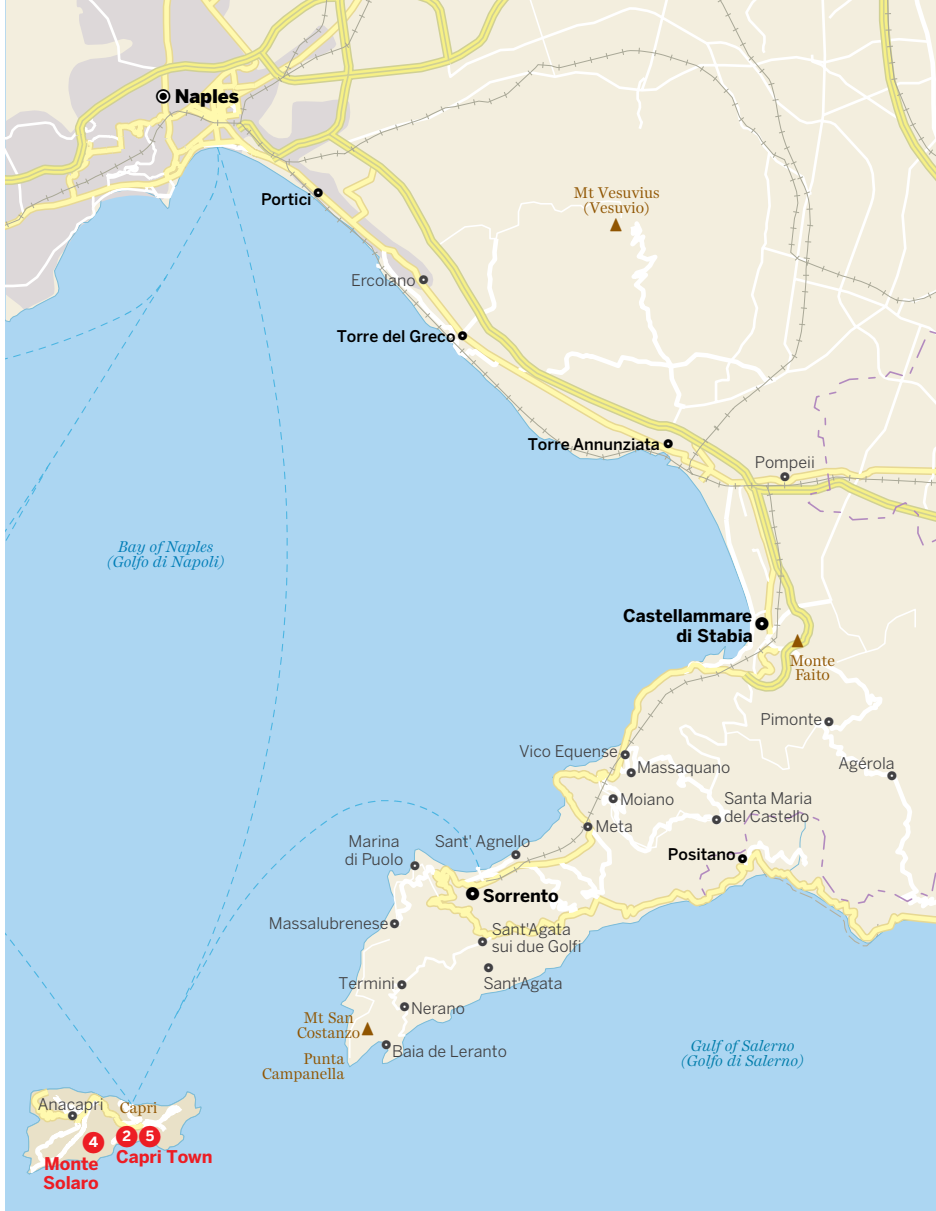 Naples
Mt Vesuvius
(Vesuvio)
Portici
Ercolano
Torre del Greco
Torre Annunziata
Pompeii
Bay of Naples
(Golfo di Napoli)
Castellammare
di Stabia
Monte
Faito
Pimonte
Vico Equense
Massaquano
Agérola
Moiano
Santa Maria
del Castello
Meta
Marina
di Puolo
Sant' Agnello
Positano
Sorrento
Massalubrense
Sant'Agata
sui due Golfi
Termini
Sant'Agata
Nerano
Mt San
Costanzo
Baia de Leranto
Punta
Campanella
Gulf of Salerno
(Golfo di Salerno)
Anacapri
Capri
4
2
5
Monte
Solaro
Capri Town